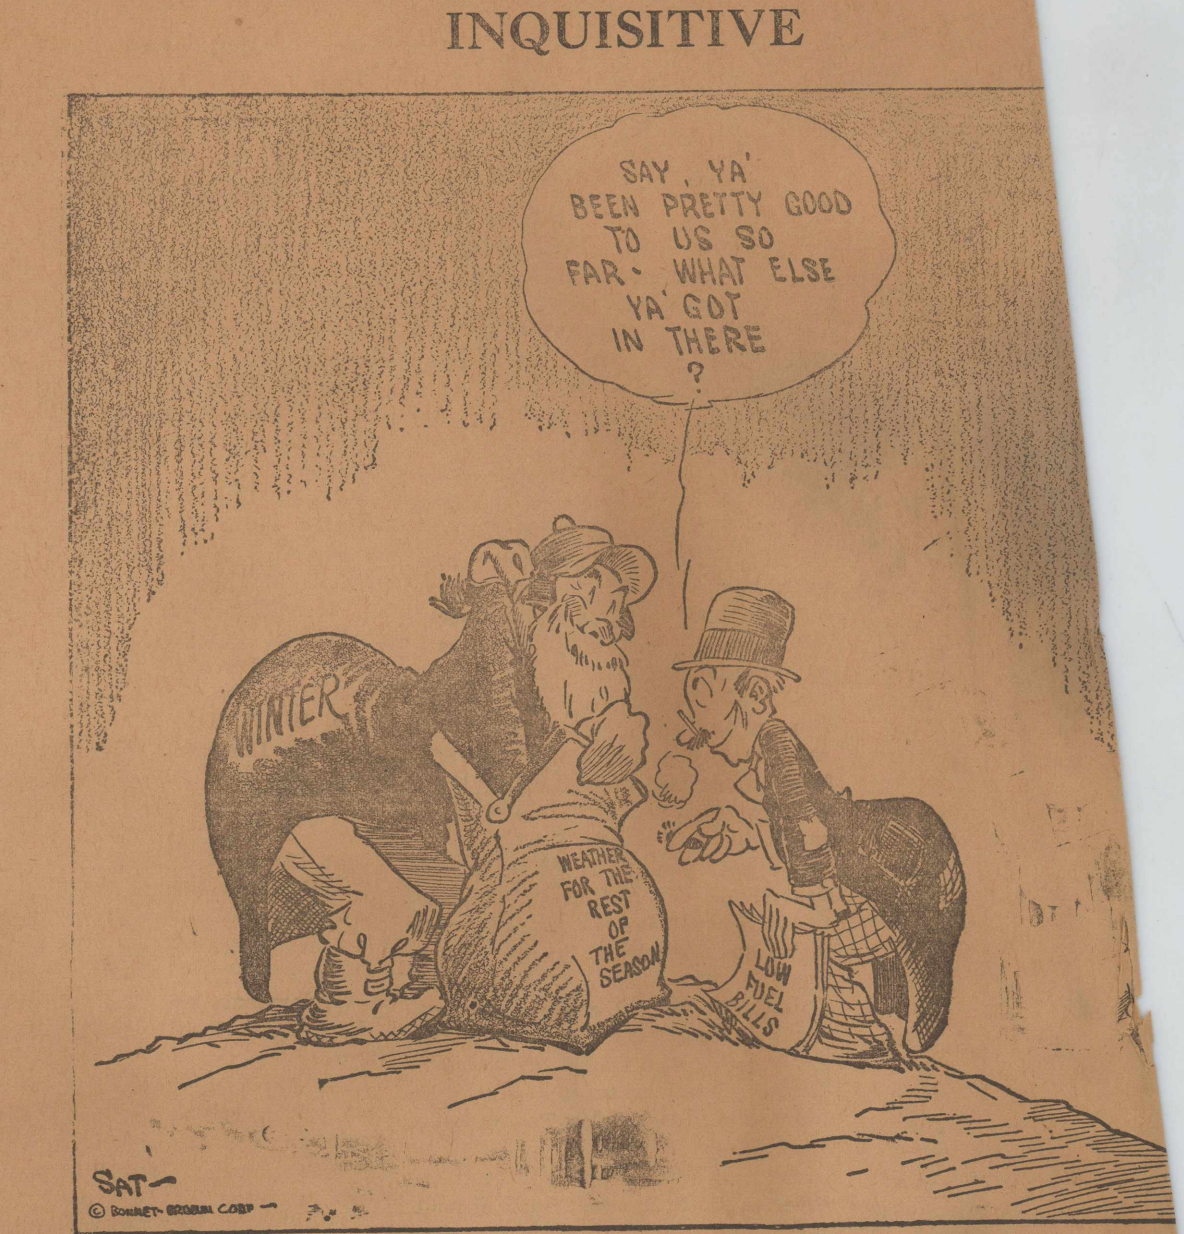 INQUISITIVE
SAY, YA'
BEEN PRETTY GOOD
TO US SO
FAR. WHAT ELSE
YA' GOT
IN THERE
?
WINTER
WEATHER
FOR THE
REST
OF
THE
SEASON
LOW
FUEL
BILLS
SAT—
© BONNET-BROWN CORP —